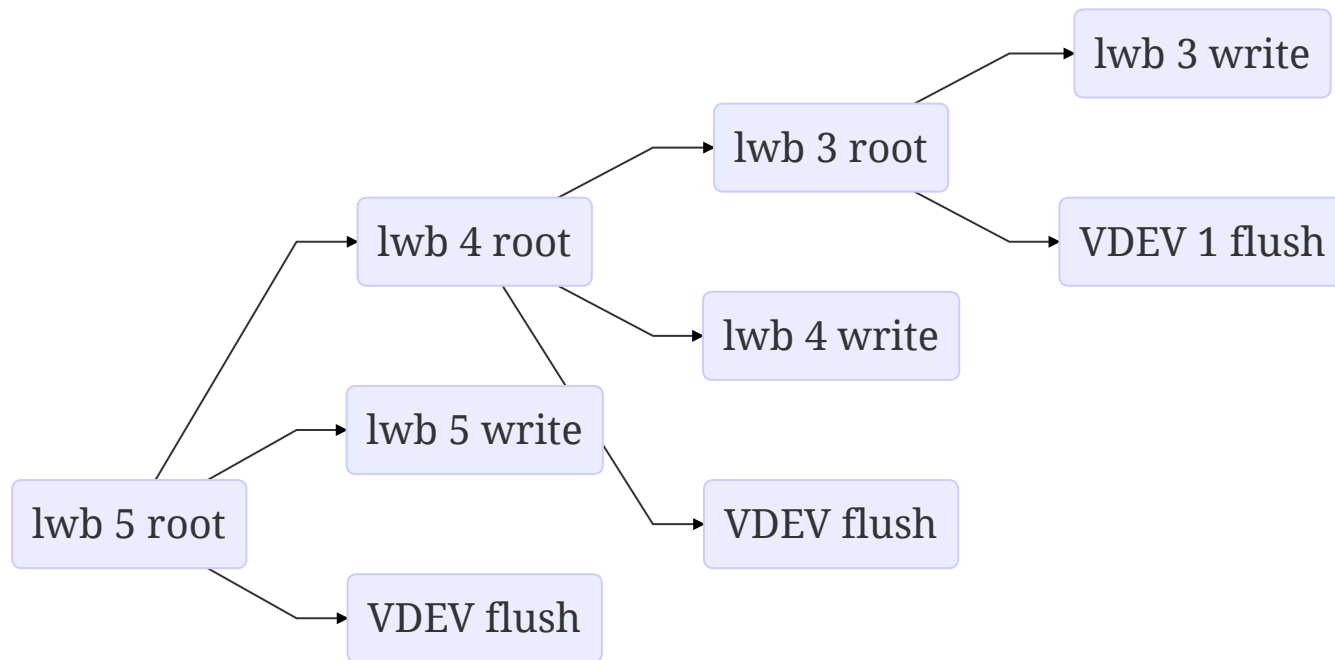 lwb 3 write
lwb 3 root
lwb 4 root
VDEV 1 flush
lwb 4 write
lwb 5 write
lwb 5 root
VDEV flush
VDEV flush